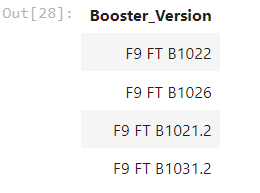 Out[28]: Booster_Version
F9 FT B1022
F9 FT B1026
F9 FT B1021.2
F9 FT B1031.2